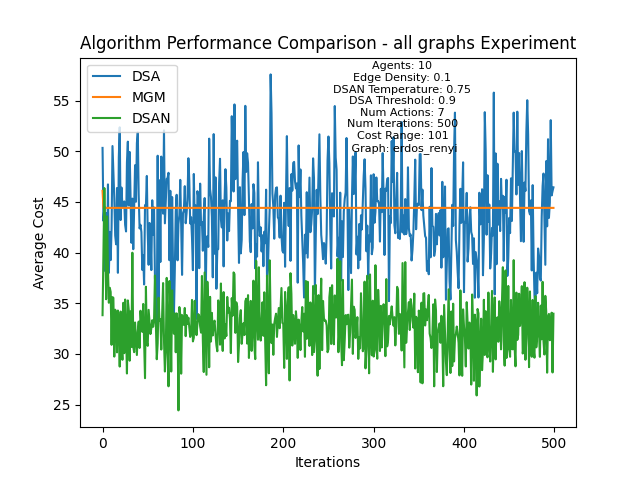 Algorithm Performance Comparison - all graphs Experiment
DSA
MGM
DSAN
Agents: 10
Edge Density: 0.1
DSAN Temperature: 0.75
DSA Threshold: 0.9
Num Actions: 7
Num Iterations: 500
Cost Range: 101
Graph: erdos_renyi
Average Cost
55
50
45
40
35
30
25
0
100
200
300
400
500
Iterations